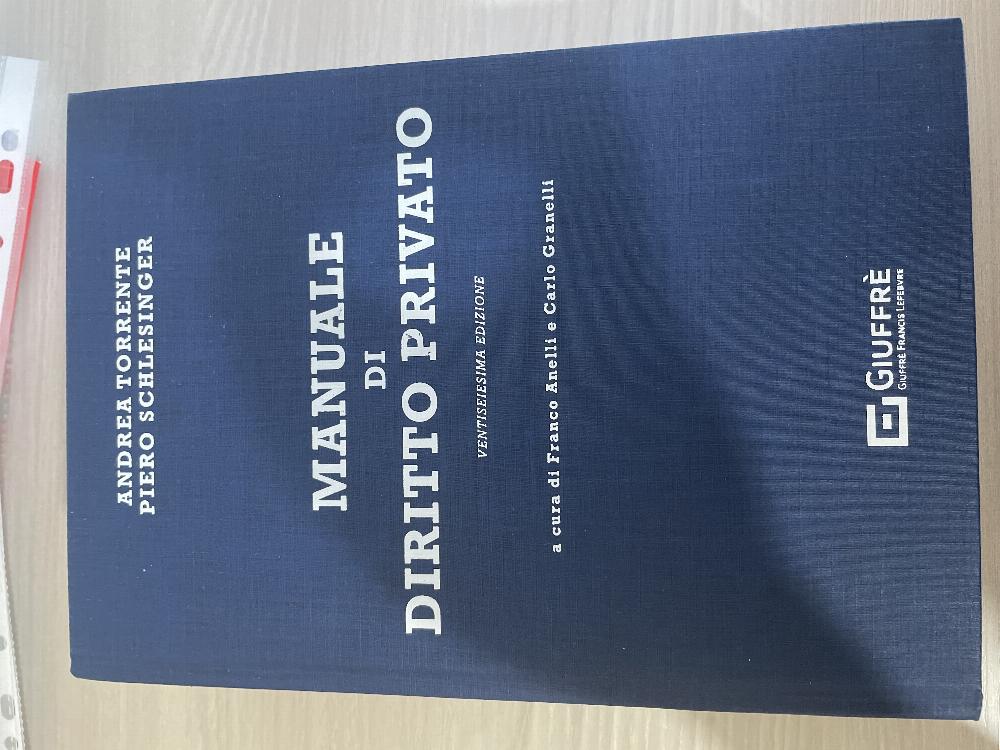 ANDREA TORRENTE
PIERO SCHLESINGER
MANUALE
DI
DIRITTO PRIVATO
VENTISEIESIMA EDIZIONE
a cura di Franco Anelli e Carlo Granelli
GIUFFRÈ
GIUFFRÈ FRANCIS LEFEBVRE